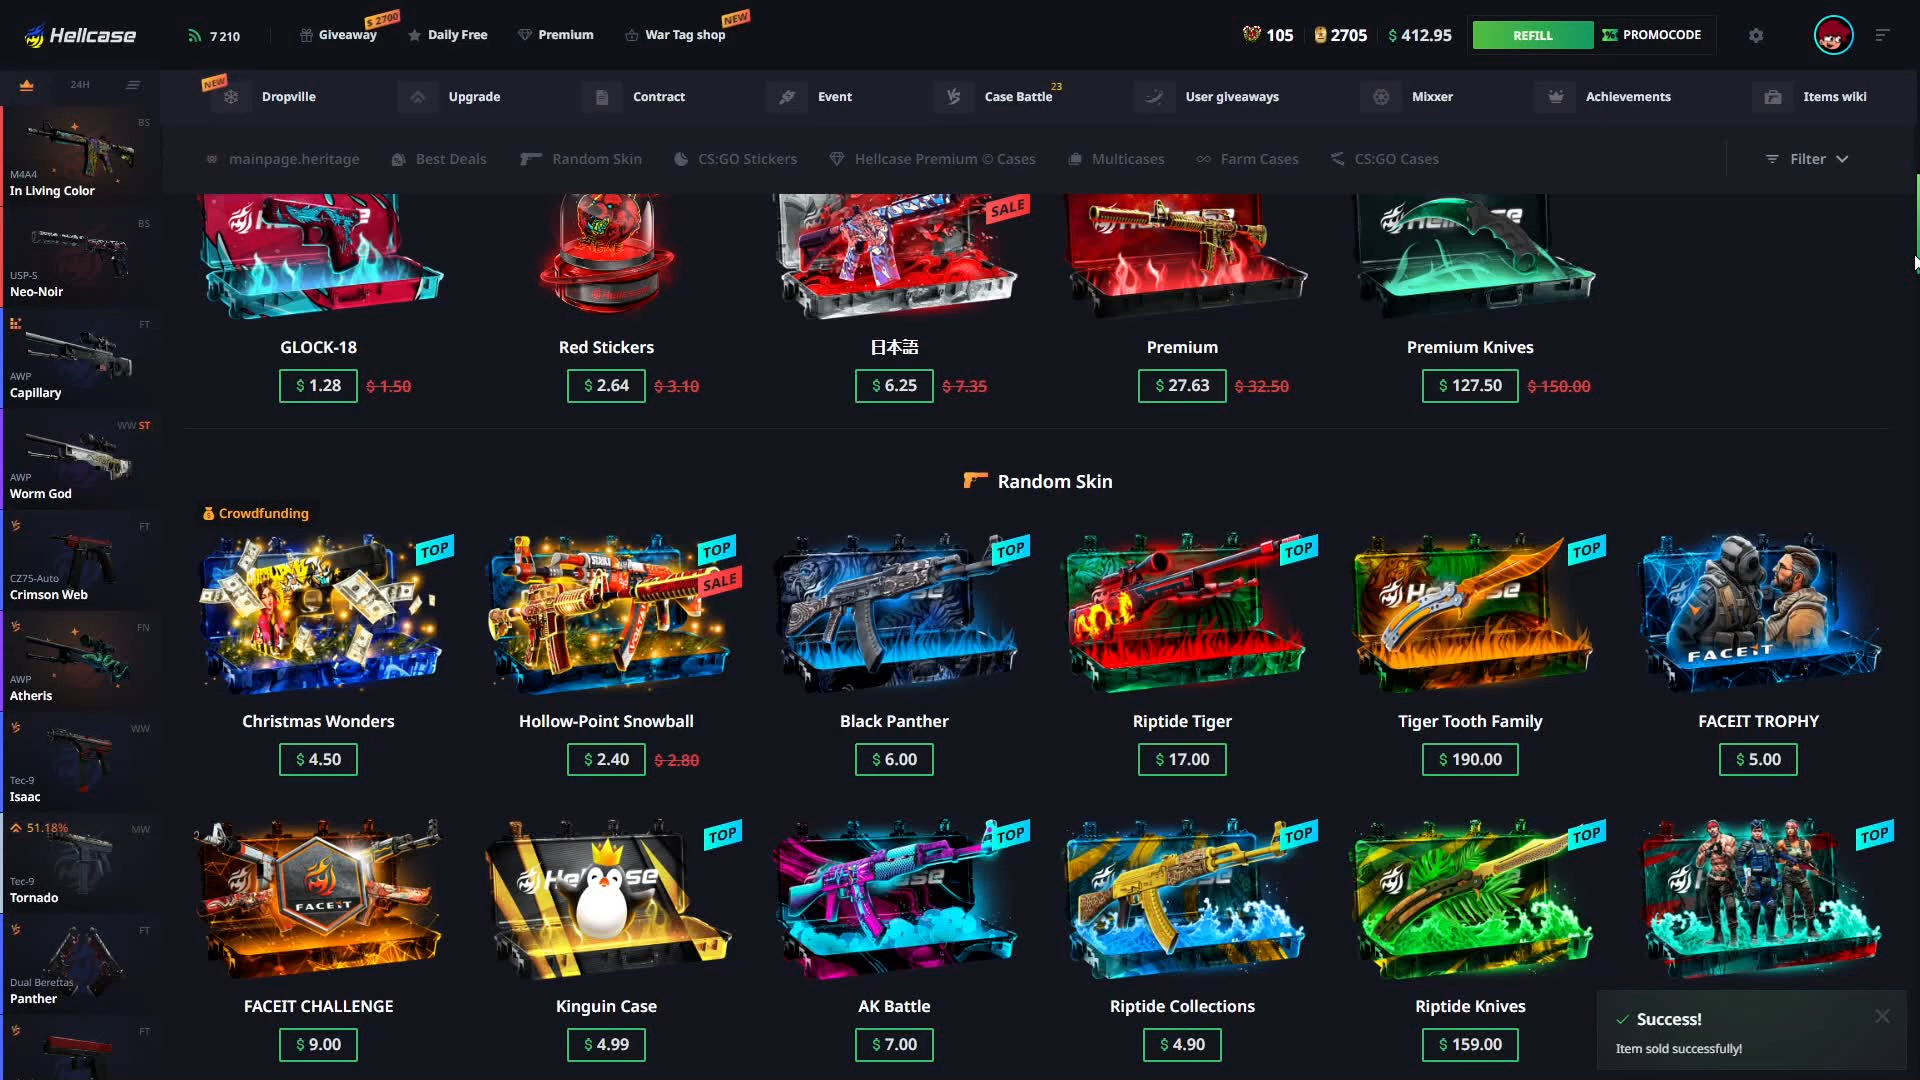 Hellcase
7 210
Giveaway
$ 2700
Daily Free
Premium
War Tag shop
NEW
105
2705
$ 412.95
REFILL
PROMOCODE
24H
NEW
Dropville
Upgrade
Contract
Event
Case Battle
23
User giveaways
Mixxer
Achievements
Items wiki
mainpage.heritage
Best Deals
Random Skin
CS:GO Stickers
Hellcase Premium © Cases
Multicases
Farm Cases
CS:GO Cases
Filter
BS
M4A4
In Living Color
BS
USP-S
Neo-Noir
FT
AWP
Capillary
WW ST
AWP
Worm God
FT
CZ75-Auto
Crimson Web
FN
AWP
Atheris
WW
Tec-9
Isaac
51.18%
MW
Tec-9
Tornado
FT
Dual Berettas
Panther
FT
SALE
GLOCK-18
Red Stickers
日本語
Premium
Premium Knives
$ 1.28 $ 1.50
$ 2.64 $ 3.10
$ 6.25 $ 7.35
$ 27.63 $ 32.50
$ 127.50 $ 150.00
Random Skin
Crowdfunding
TOP
TOP
SALE
TOP
TOP
TOP
FACEIT
Christmas Wonders
Hollow-Point Snowball
Black Panther
Riptide Tiger
Tiger Tooth Family
FACEIT TROPHY
$ 4.50
$ 2.40 $ 2.80
$ 6.00
$ 17.00
$ 190.00
$ 5.00
FACEIT
TOP
TOP
TOP
TOP
TOP
FACEIT CHALLENGE
Kinguin Case
AK Battle
Riptide Collections
Riptide Knives
$ 9.00
$ 4.99
$ 7.00
$ 4.90
$ 159.00
Success!
Item sold successfully!